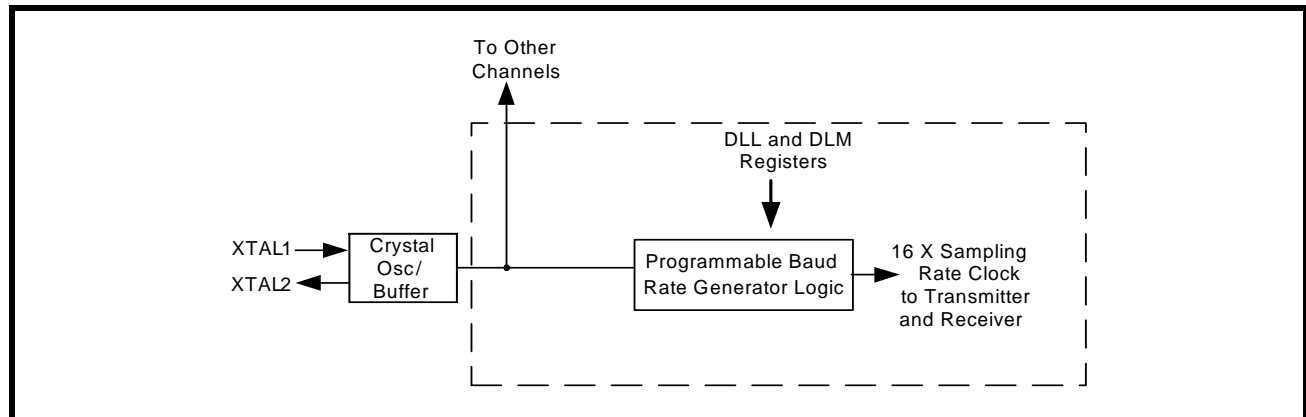 To Other
Channels
DLL and DLM
Registers
XTAL1
XTAL2
Crystal
Osc/
Buffer
Programmable Baud
Rate Generator Logic
16 X Sampling
Rate Clock
to Transmitter
and Receiver